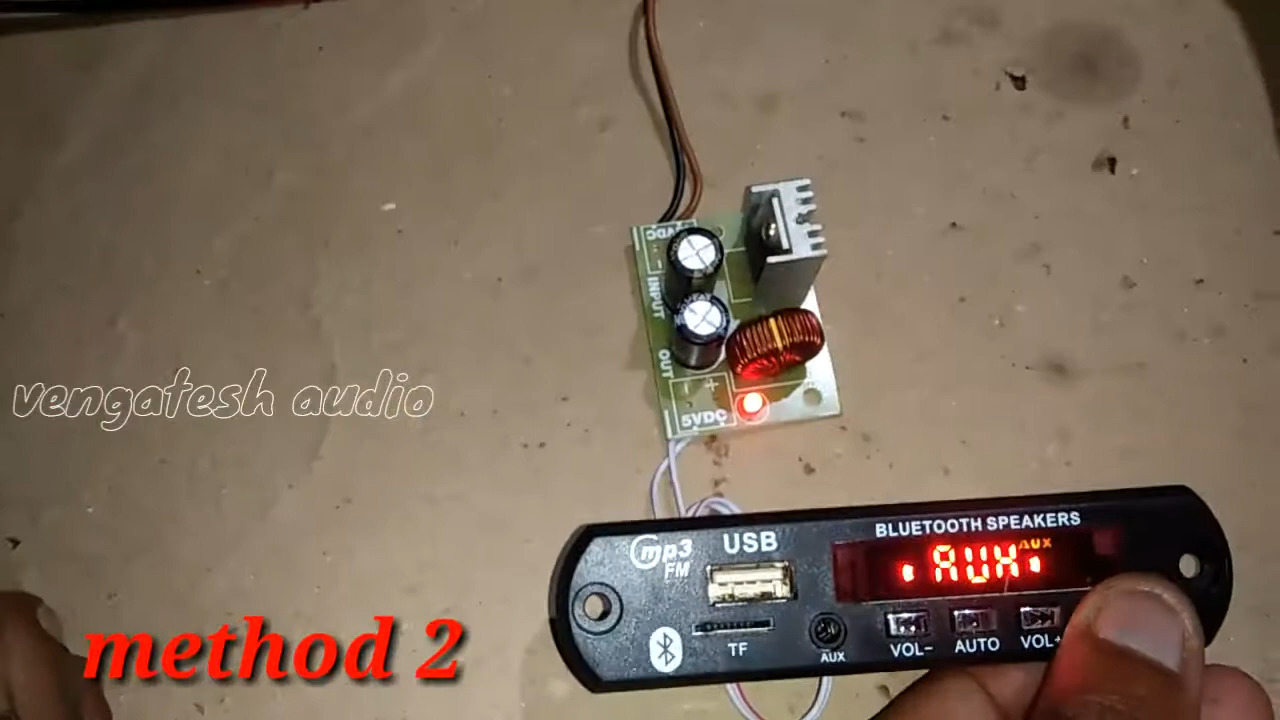 VDC
INPUT
OUT
- +
5VDC
vengatesh audio
method 2
BLUETOOTH SPEAKERS
mp3
FM
USB
AUX
AUX
TF
AUX
VOL-
AUTO
VOL+